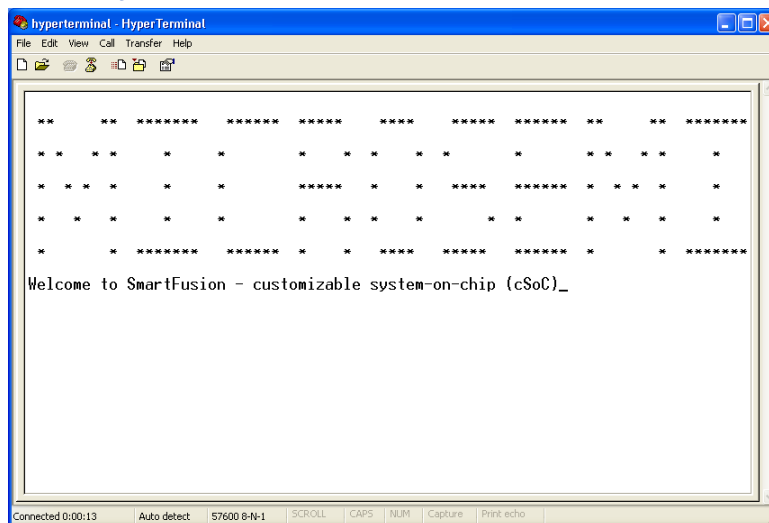 hyperterminal - HyperTerminal
File Edit View Call Transfer Help
**      ** ******* ****** *****    ****    ***** ****** **      ** *******
* *    * *    *    *      *    *  *    *  *      *      * *    * *    *
*  * *  *     *    *      *****   *    *   ****  ****** *  * *  *     *
*   *   *     *    *      *    *  *    *       * *      *   *   *     *
*       *  ******* ****** *    *   ****   *****  ****** *       *  *******
Welcome to SmartFusion - customizable system-on-chip (cSoC)_
Connected 0:00:13 Auto detect 57600 8-N-1 SCROLL CAPS NUM Capture Print echo